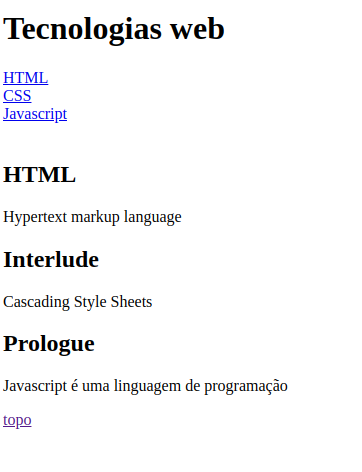 Tecnologias web
HTML
CSS
Javascript
HTML
Hypertext markup language
Interlude
Cascading Style Sheets
Prologue
Javascript é uma linguagem de programação
topo